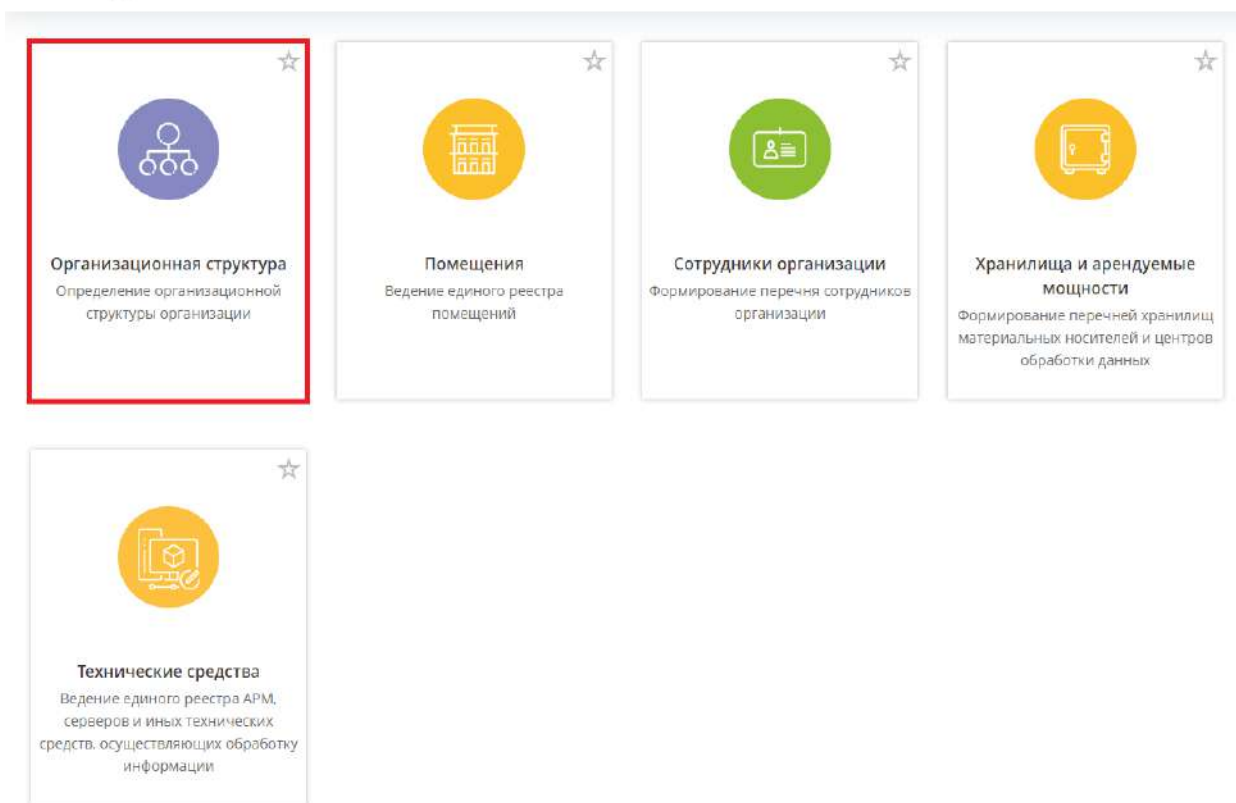 Организационная структура
Определение организационной
структуры организации
Помещения
Ведение единого реестра
помещений
Сотрудники организации
Формирование перечня сотрудников
организации
Хранилища и арендуемые
мощности
Формирование перечней хранилищ
материальных носителей и центров
обработки данных
Технические средства
Ведение единого реестра АРМ,
серверов и иных технических
средств, осуществляющих обработку
информации